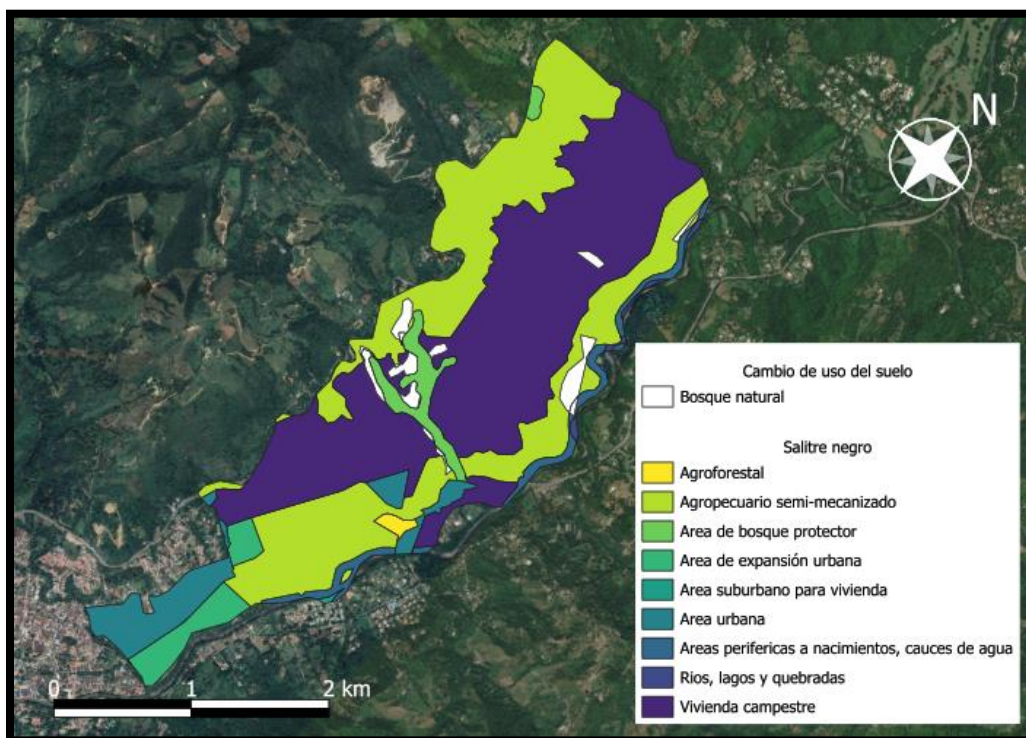 N
Cambio de uso del suelo
Bosque natural
Salitre negro
Agroforestal
Agropecuario semi-mecanizado
Area de bosque protector
Area de expansión urbana
Area suburbano para vivienda
Area urbana
Areas perifericas a nacimientos, cauces de agua
Rios, lagos y quebradas
Vivienda campestre
0 1 2 km